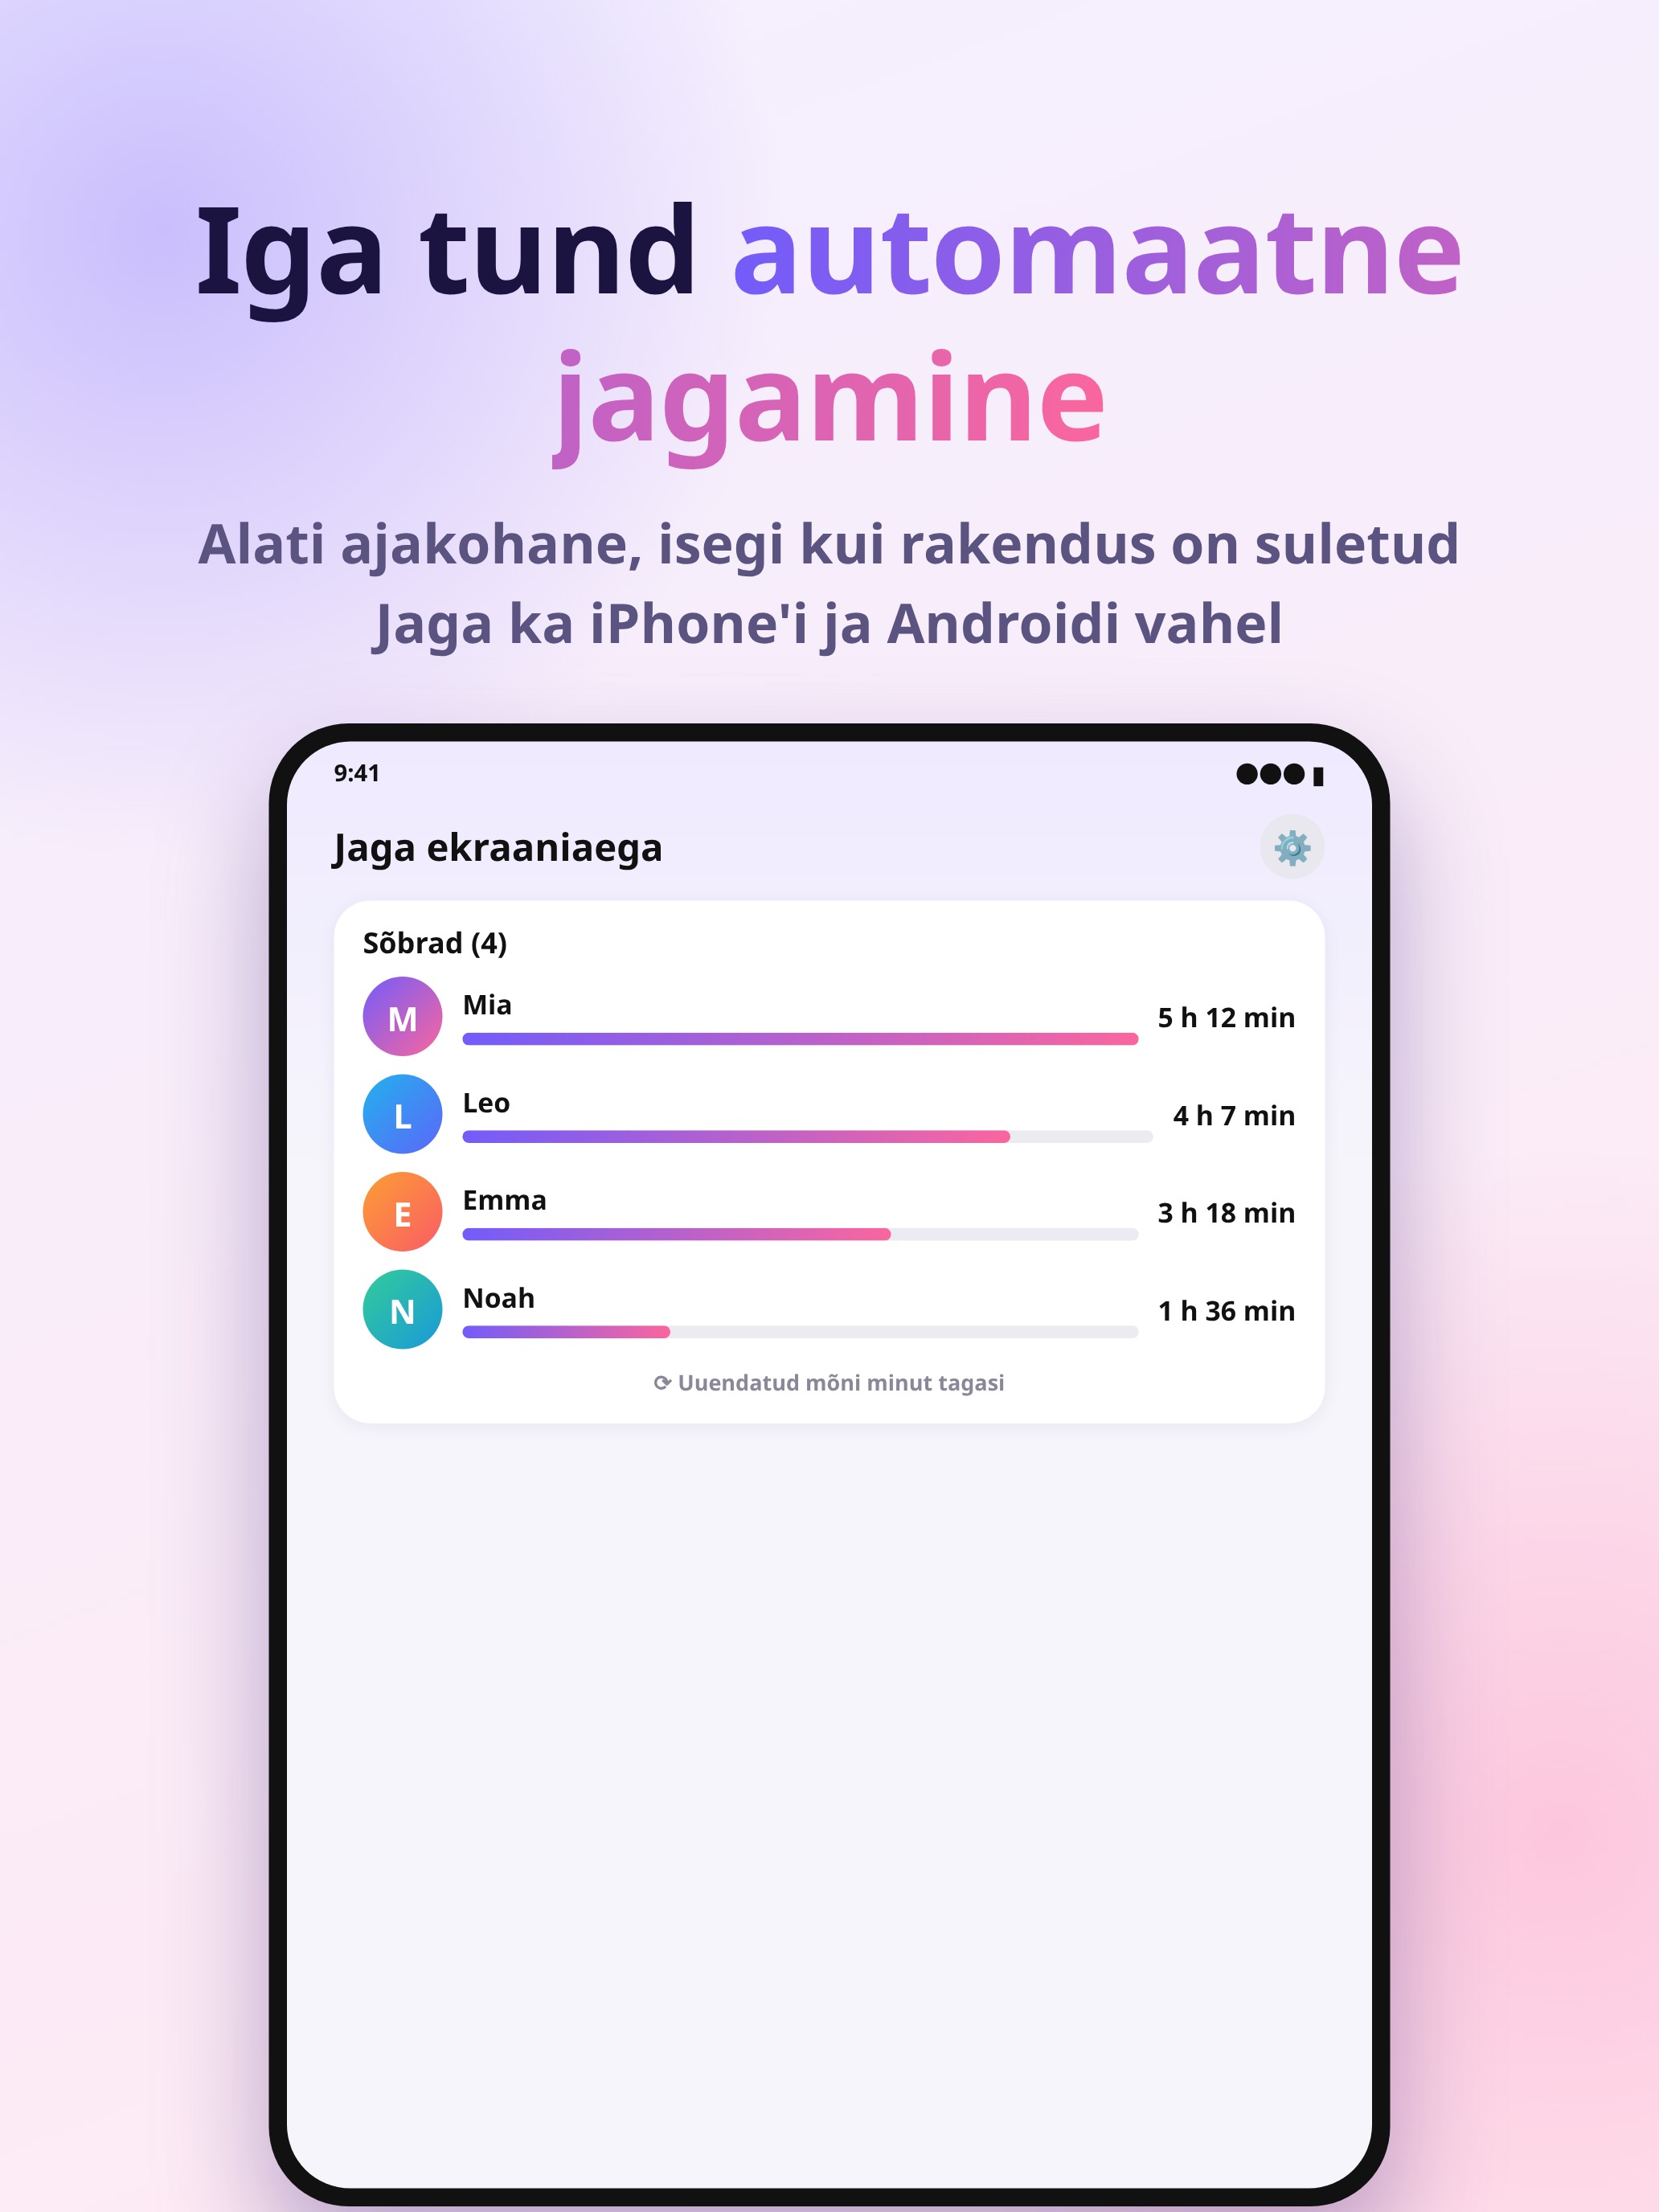 Iga tund automaatne
jagamine
Alati ajakohane, isegi kui rakendus on suletud
Jaga ka iPhone'i ja Androidi vahel
9:41
Jaga ekraaniaega
Sõbrad (4)
M
Mia
5 h 12 min
L
Leo
4 h 7 min
E
Emma
3 h 18 min
N
Noah
1 h 36 min
⟳ Uuendatud mõni minut tagasi